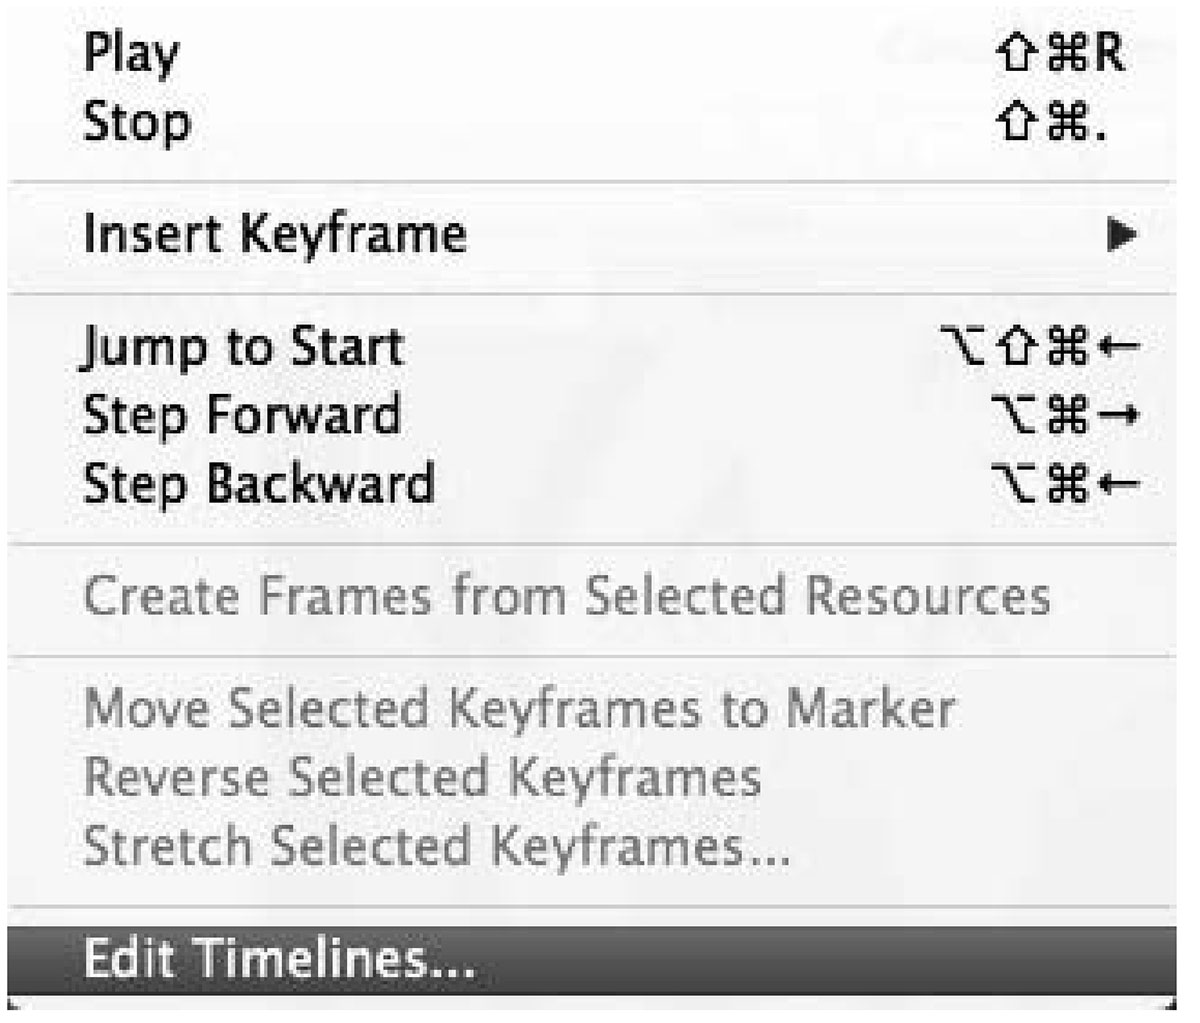 Play ⇧⌘R
Stop ⇧⌘.
Insert Keyframe ▶
Jump to Start ⌥⇧⌘←
Step Forward ⌥⌘→
Step Backward ⌥⌘←
Create Frames from Selected Resources
Move Selected Keyframes to Marker
Reverse Selected Keyframes
Stretch Selected Keyframes...
Edit Timelines...